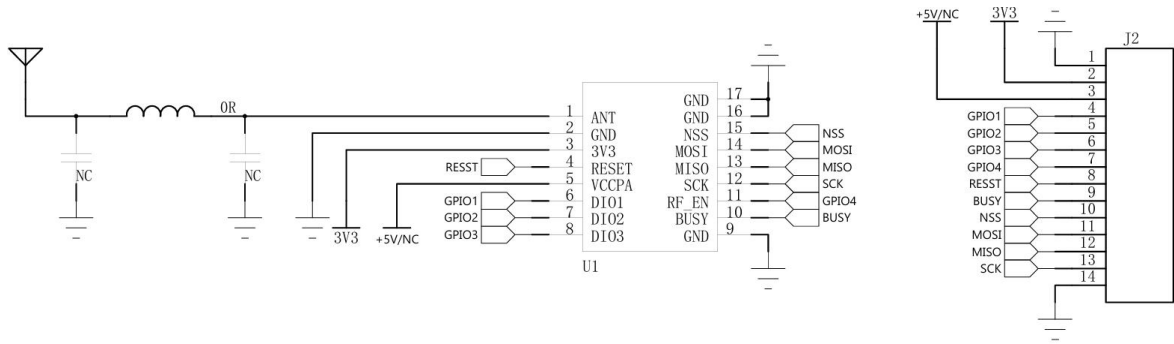 +5V/NC
3V3
J2
0R
NC
NC
1 ANT
2 GND
3 3V3
RESST 4 RESET
5 VCCPA
GPIO1 6 DIO1
GPIO2 7 DIO2
GPIO3 8 DIO3
3V3
+5V/NC
GND 17
GND 16
NSS 15 NSS
MOSI 14 MOSI
MISO 13 MISO
SCK 12 SCK
RF_EN 11 GPIO4
BUSY 10 BUSY
GND 9
U1
1
2
3
GPIO1 4
GPIO2 5
GPIO3 6
GPIO4 7
RESST 8
BUSY 9
NSS 10
MOSI 11
MISO 12
SCK 13
14